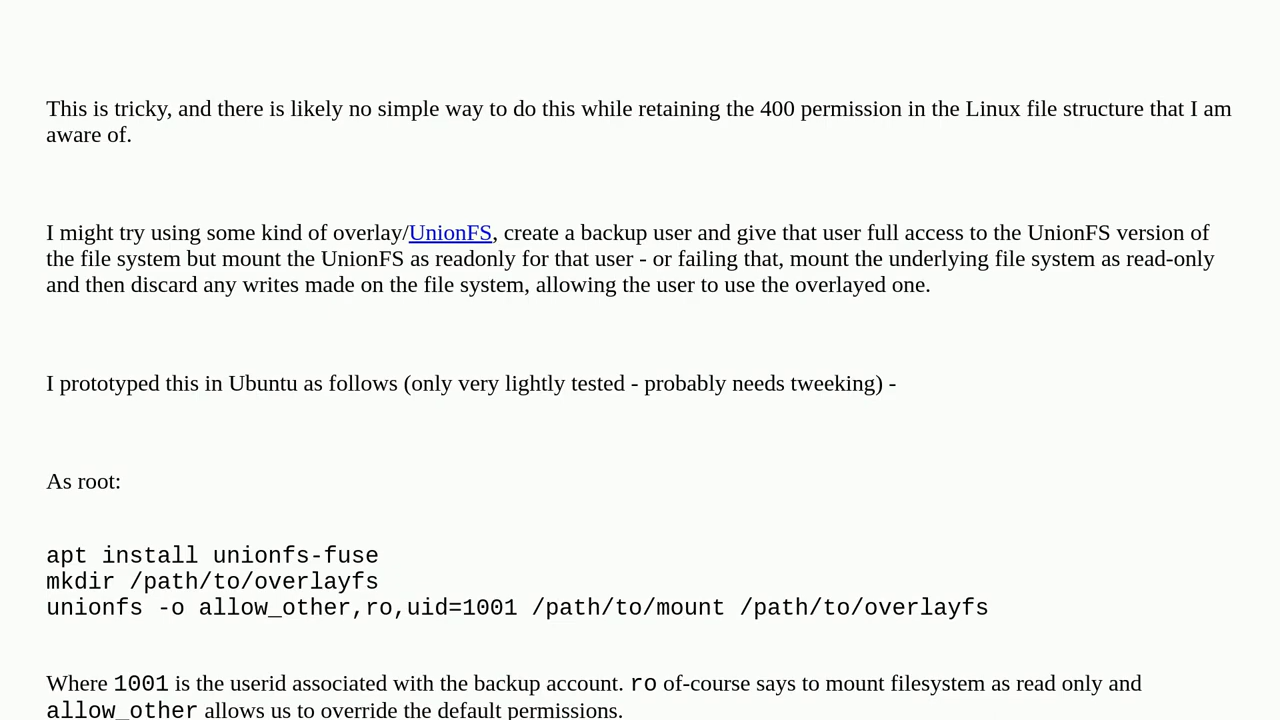 This is tricky, and there is likely no simple way to do this while retaining the 400 permission in the Linux file structure that I am
aware of.
I might try using some kind of overlay/UnionFS, create a backup user and give that user full access to the UnionFS version of
the file system but mount the UnionFS as readonly for that user - or failing that, mount the underlying file system as read-only
and then discard any writes made on the file system, allowing the user to use the overlayed one.
I prototyped this in Ubuntu as follows (only very lightly tested - probably needs tweeking) -
As root:
apt install unionfs-fuse
mkdir /path/to/overlayfs
unionfs -o allow_other,ro,uid=1001 /path/to/mount /path/to/overlayfs
Where 1001 is the userid associated with the backup account. ro of-course says to mount filesystem as read only and
allow_other allows us to override the default permissions.